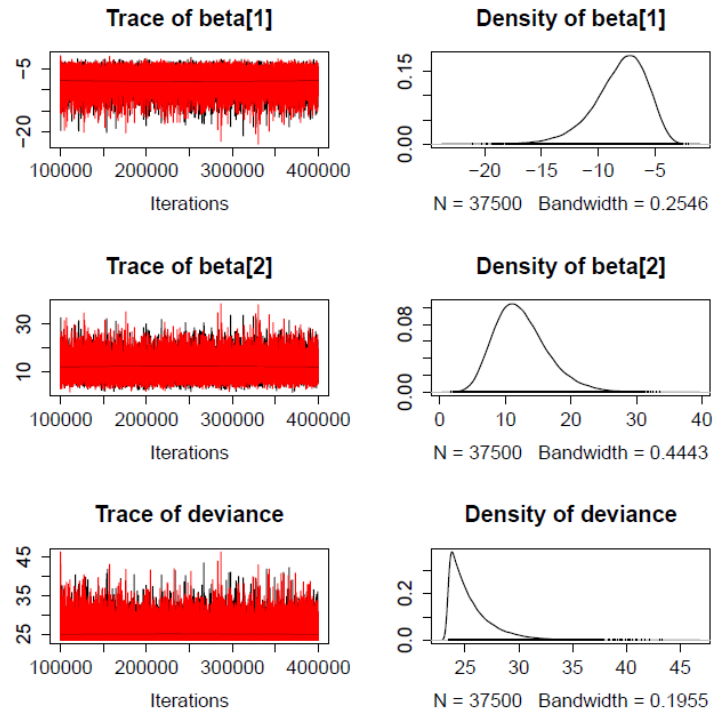 Trace of beta[1]
-5
-20
100000 200000 300000 400000
Iterations
Density of beta[1]
0.15
0.00
-20 -15 -10 -5
N = 37500 Bandwidth = 0.2546
Trace of beta[2]
30
10
100000 200000 300000 400000
Iterations
Density of beta[2]
0.08
0.00
0 10 20 30 40
N = 37500 Bandwidth = 0.4443
Trace of deviance
45
35
25
100000 200000 300000 400000
Iterations
Density of deviance
0.2
0.0
25 30 35 40 45
N = 37500 Bandwidth = 0.1955